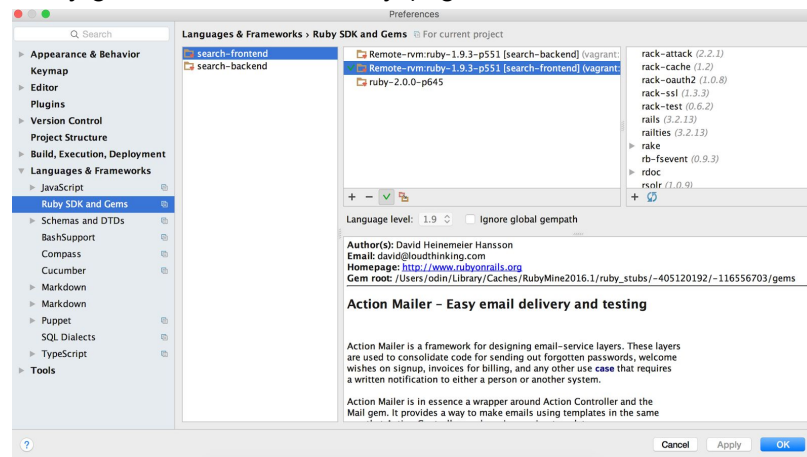 Preferences
Search
Languages & Frameworks › Ruby SDK and Gems For current project
Appearance & Behavior
Keymap
Editor
Plugins
Version Control
Project Structure
Build, Execution, Deployment
Languages & Frameworks
JavaScript
Ruby SDK and Gems
Schemas and DTDs
BashSupport
Compass
Cucumber
Markdown
Markdown
Puppet
SQL Dialects
TypeScript
Tools
search-frontend
search-backend
Remote-rvm:ruby-1.9.3-p551 [search-backend] (vagrant:
Remote-rvm:ruby-1.9.3-p551 [search-frontend] (vagrant:
ruby-2.0.0-p645
rack-attack (2.2.1)
rack-cache (1.2)
rack-oauth2 (1.0.8)
rack-ssl (1.3.3)
rack-test (0.6.2)
rails (3.2.13)
railties (3.2.13)
rake
rb-fsevent (0.9.3)
rdoc
rsolr (1.0.9)
Language level: 1.9 Ignore global gempath
Author(s): David Heinemeier Hansson
Email: david@loudthinking.com
Homepage: http://www.rubyonrails.org
Gem root: /Users/odin/Library/Caches/RubyMine2016.1/ruby_stubs/-405120192/-116556703/gems
Action Mailer – Easy email delivery and testing
Action Mailer is a framework for designing email-service layers. These layers
are used to consolidate code for sending out forgotten passwords, welcome
wishes on signup, invoices for billing, and any other use case that requires
a written notification to either a person or another system.
Action Mailer is in essence a wrapper around Action Controller and the
Mail gem. It provides a way to make emails using templates in the same
?
Cancel Apply OK